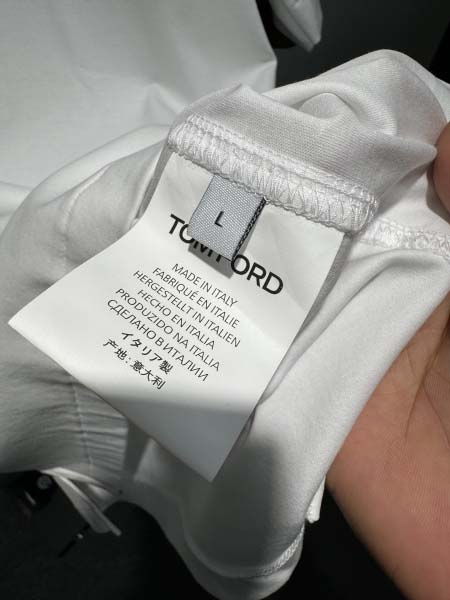 L
TOM FORD
MADE IN ITALY
FABRIQUÉ EN ITALIE
HERGESTELLT IN ITALIEN
HECHO EN ITALIA
PRODUZIDO NA ITALIA
СДЕЛАНО В ИТАЛИИ
イタリア製
产地：意大利